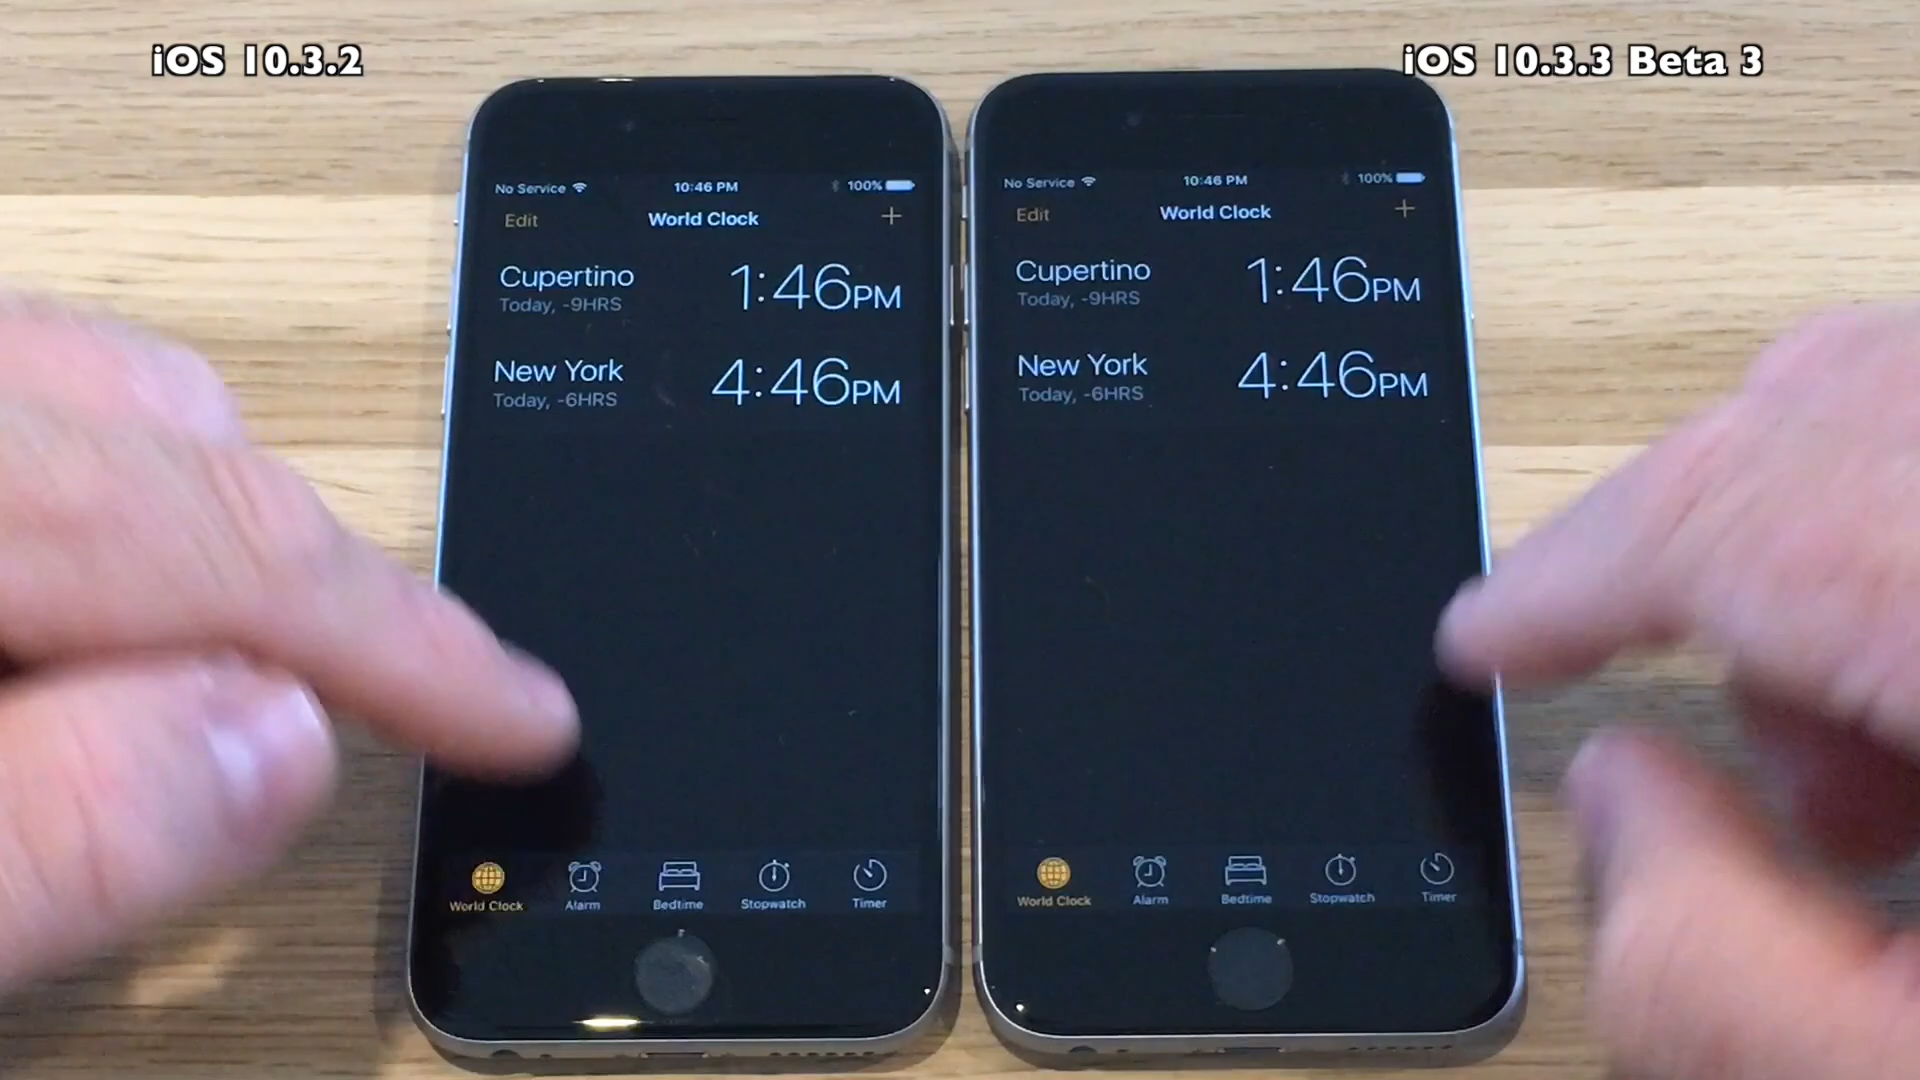 iOS 10.3.2
iOS 10.3.3 Beta 3
No Service 10:46 PM 100%
Edit World Clock +
Cupertino 1:46PM
Today, -9HRS
New York 4:46PM
Today, -6HRS
World Clock Alarm Bedtime Stopwatch Timer
No Service 10:46 PM 100%
Edit World Clock +
Cupertino 1:46PM
Today, -9HRS
New York 4:46PM
Today, -6HRS
World Clock Alarm Bedtime Stopwatch Timer